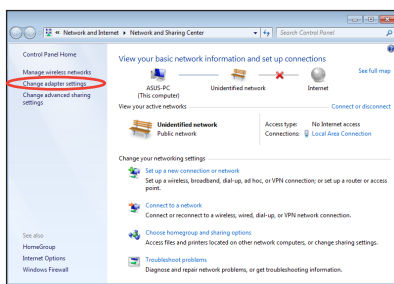 « Network and Internet ▸ Network and Sharing Center
Search Control Panel
Control Panel Home
Manage wireless networks
Change adapter settings
Change advanced sharing
settings
View your basic network information and set up connections
See full map
ASUS-PC
(This computer)
Unidentified network
Internet
View your active networks
Connect or disconnect
Unidentified network
Public network
Access type: No Internet access
Connections: Local Area Connection
Change your networking settings
Set up a new connection or network
Set up a wireless, broadband, dial-up, ad hoc, or VPN connection; or set up a router or access
point.
Connect to a network
Connect or reconnect to a wireless, wired, dial-up, or VPN network connection.
Choose homegroup and sharing options
Access files and printers located on other network computers, or change sharing settings.
Troubleshoot problems
Diagnose and repair network problems, or get troubleshooting information.
See also
HomeGroup
Internet Options
Windows Firewall